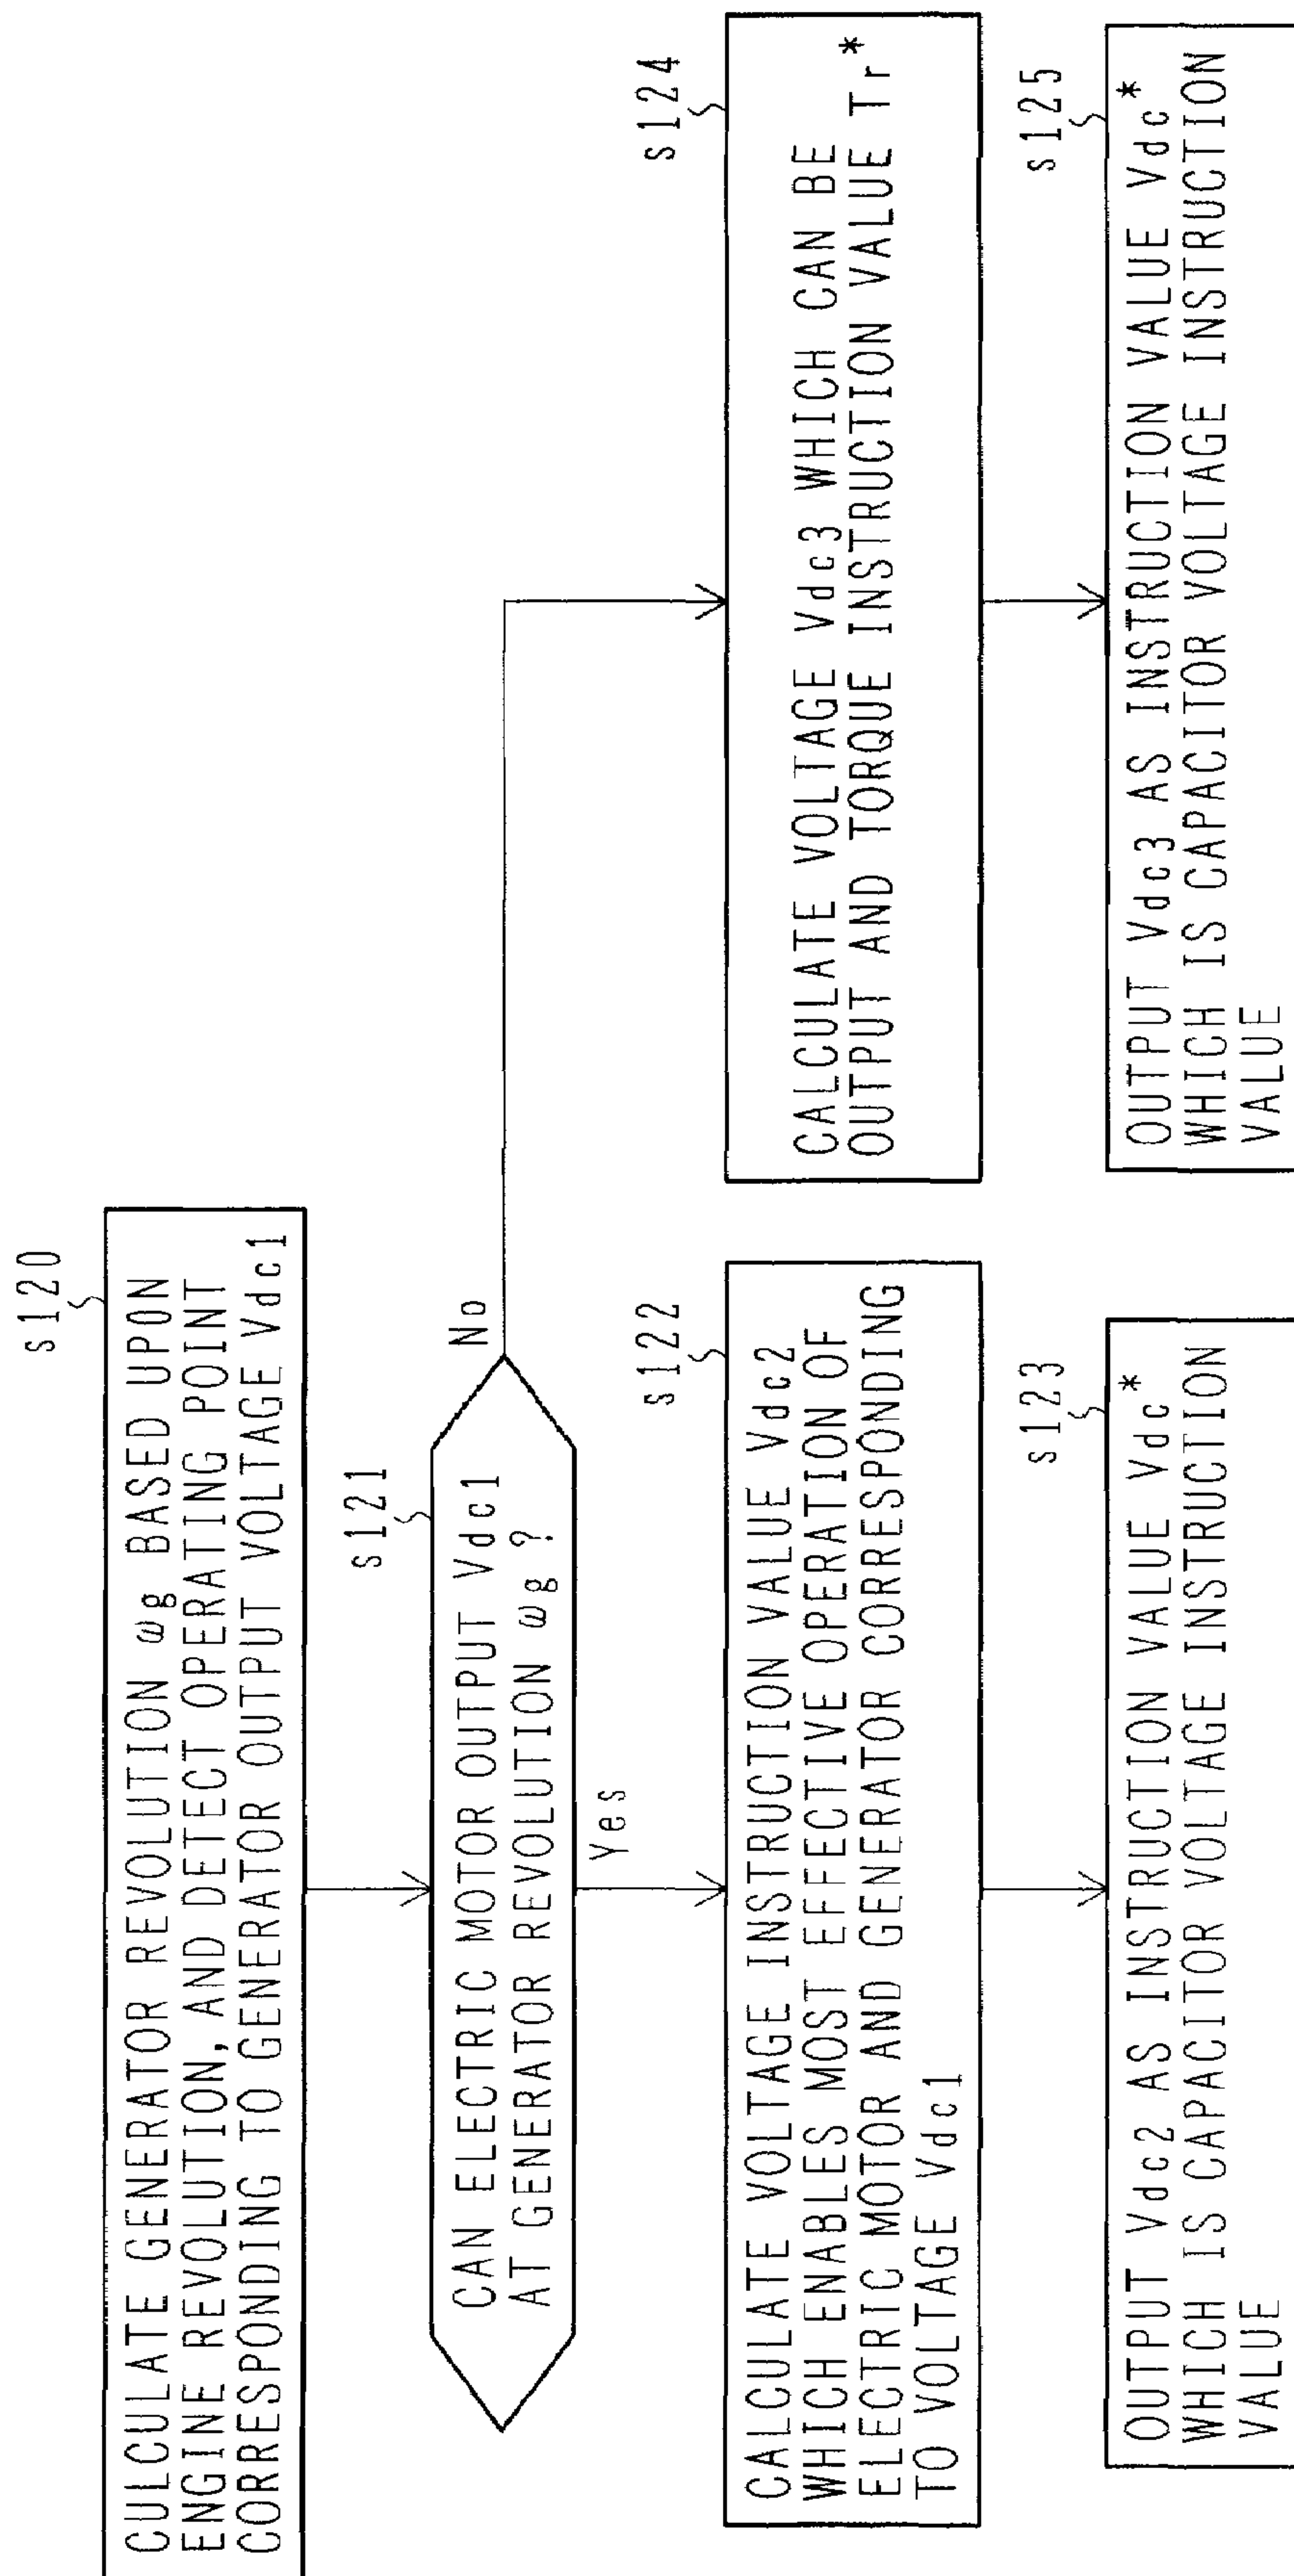 s120
CULCULATE GENERATOR REVOLUTION ωg BASED UPON
ENGINE REVOLUTION, AND DETECT OPERATING POINT
CORRESPONDING TO GENERATOR OUTPUT VOLTAGE Vdc1
s121
CAN ELECTRIC MOTOR OUTPUT Vdc1
AT GENERATOR REVOLUTION ωg ?
No
Yes
s122
CALCULATE VOLTAGE INSTRUCTION VALUE Vdc2
WHICH ENABLES MOST EFFECTIVE OPERATION OF
ELECTRIC MOTOR AND GENERATOR CORRESPONDING
TO VOLTAGE Vdc1
s123
OUTPUT Vdc2 AS INSTRUCTION VALUE Vdc*
WHICH IS CAPACITOR VOLTAGE INSTRUCTION
VALUE
s124
CALCULATE VOLTAGE Vdc3 WHICH CAN BE
OUTPUT AND TORQUE INSTRUCTION VALUE Tr*
s125
OUTPUT Vdc3 AS INSTRUCTION VALUE Vdc*
WHICH IS CAPACITOR VOLTAGE INSTRUCTION
VALUE